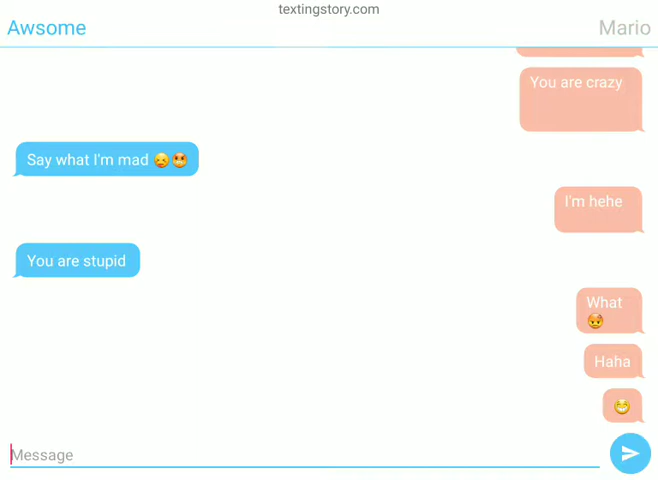 textingstory.com
Awsome
Mario
You are crazy
Say what I'm mad 😠😬
I'm hehe
You are stupid
What
😡
Haha
😁
Message